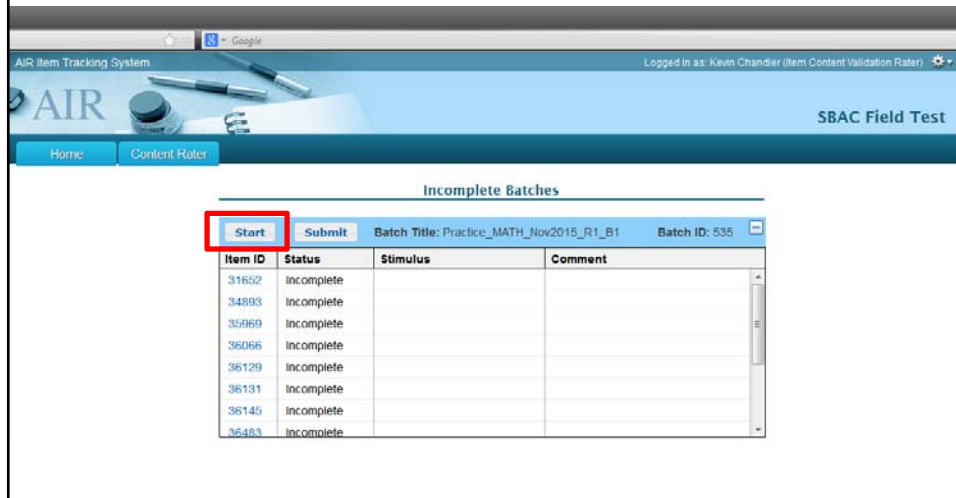 Google
AIR Item Tracking System Logged in as: Kevin Chandler (Item Content Validation Rater)
AIR
SBAC Field Test
Home Content Rater
Incomplete Batches
Start Submit Batch Title: Practice_MATH_Nov2015_R1_B1 Batch ID: 535
Item ID Status Stimulus Comment
31652 Incomplete
34893 Incomplete
35969 Incomplete
36066 Incomplete
36129 Incomplete
36131 Incomplete
36145 Incomplete
36483 Incomplete